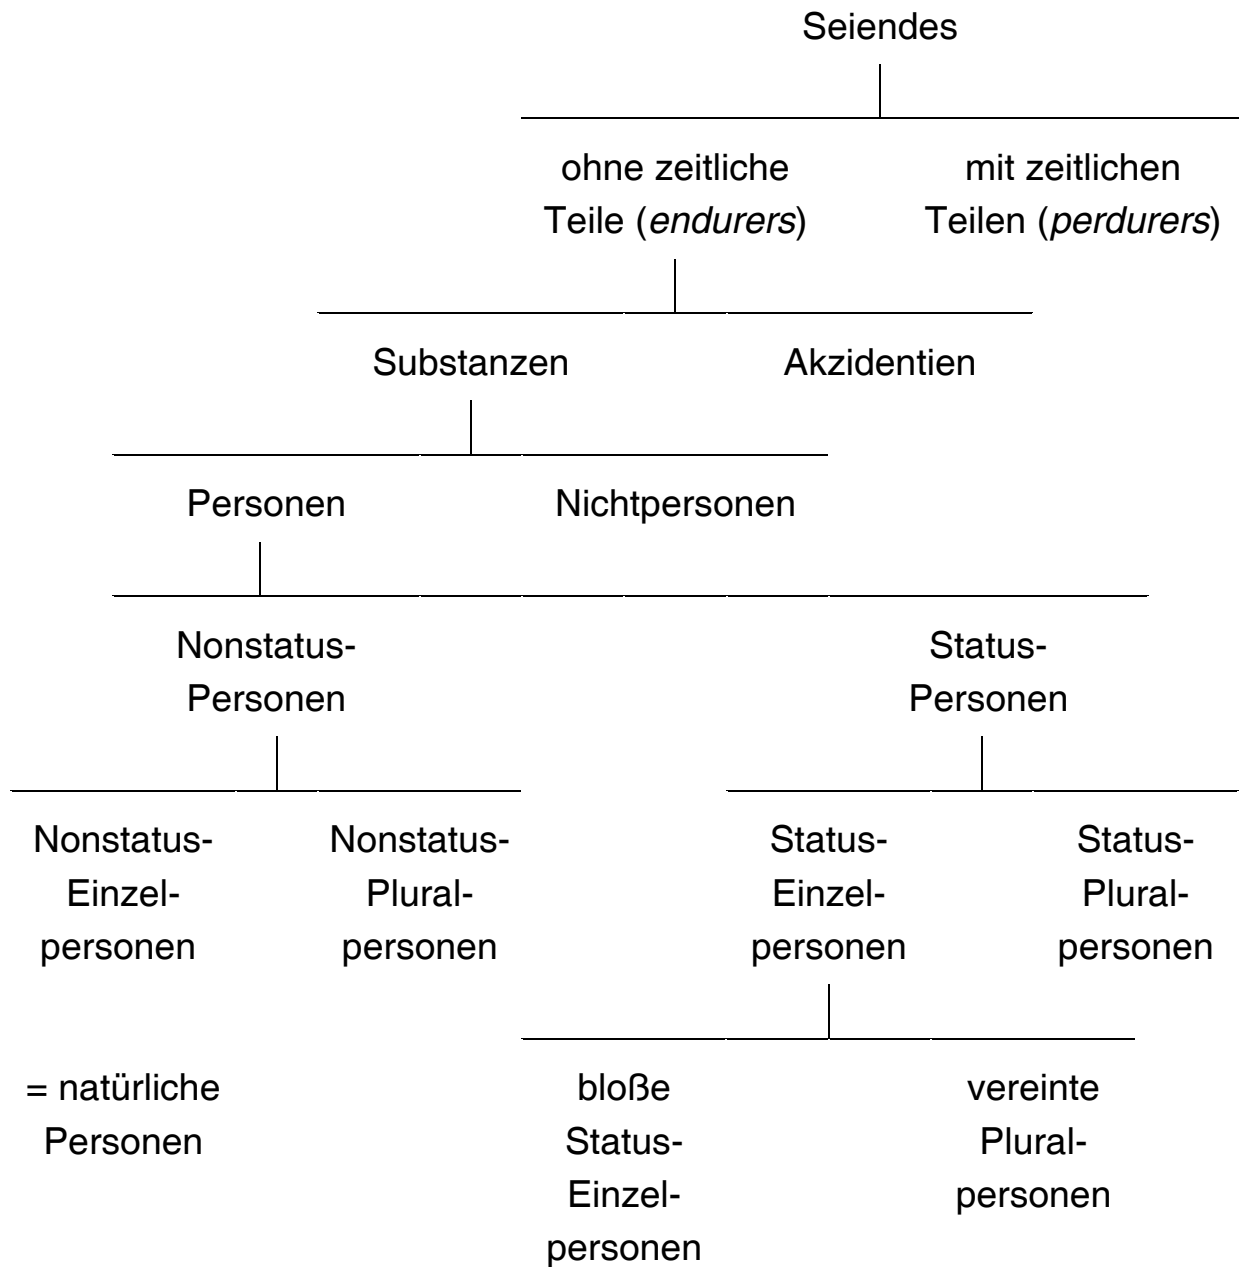 Seiendes
ohne zeitliche
Teile (endurers)
mit zeitlichen
Teilen (perdurers)
Substanzen
Akzidentien
Personen
Nichtpersonen
Nonstatus-
Personen
Status-
Personen
Nonstatus-
Einzel-
personen
Nonstatus-
Plural-
personen
Status-
Einzel-
personen
Status-
Plural-
personen
= natürliche
Personen
bloße
Status-
Einzel-
personen
vereinte
Plural-
personen